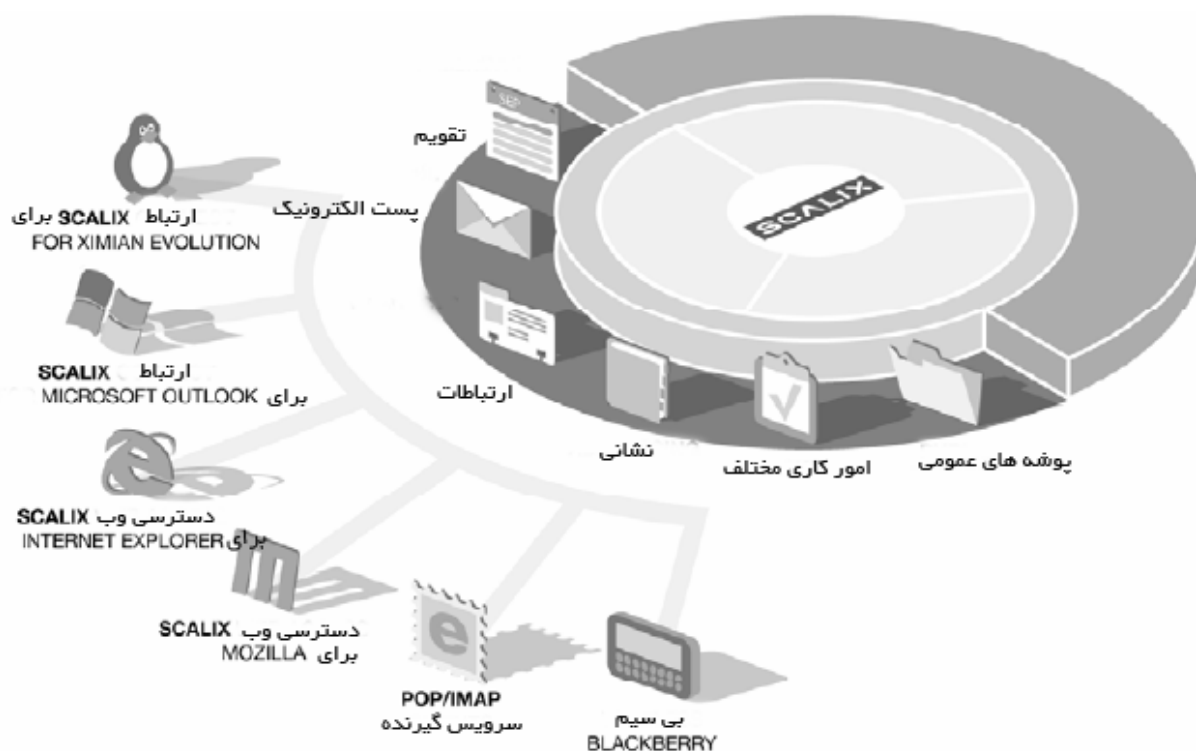 SEP
تقویم
پست الکترونیک
ارتباطات
نشانی
امور کاری مختلف
پوشه های عمومی
SCALIX
ارتباط SCALIX برای
FOR XIMIAN EVOLUTION
ارتباط SCALIX
برای MICROSOFT OUTLOOK
دسترسی وب SCALIX
برای INTERNET EXPLORER
دسترسی وب SCALIX
برای MOZILLA
POP/IMAP
سرویس گیرنده
بی سیم
BLACKBERRY